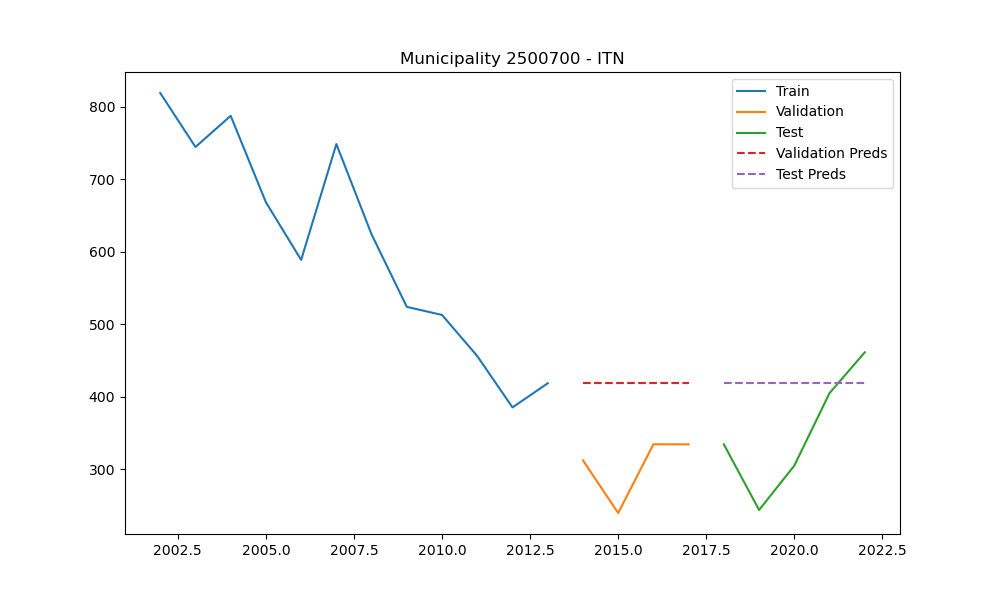 Municipality 2500700 - ITN
Train
Validation
Test
Validation Preds
Test Preds
800
700
600
500
400
300
2002.5 2005.0 2007.5 2010.0 2012.5 2015.0 2017.5 2020.0 2022.5